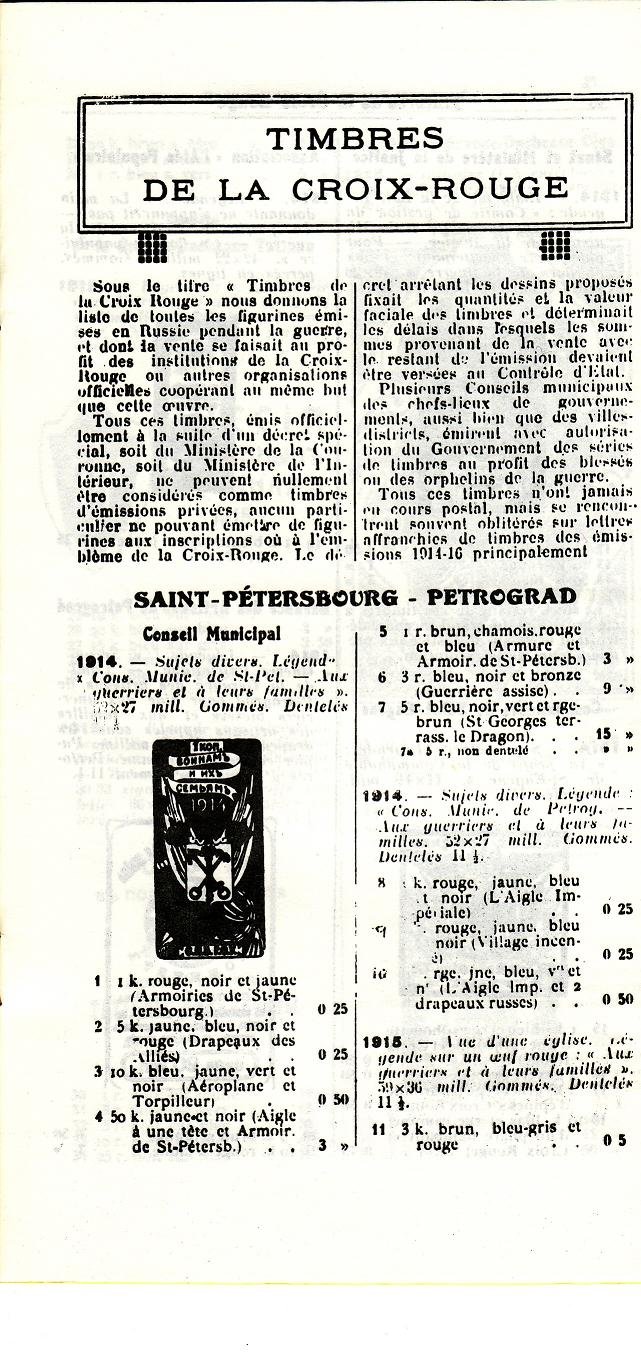 TIMBRES
DE LA CROIX-ROUGE
Sous le titre « Timbres de
la Croix Rouge » nous donnons la
liste de toutes les figurines émi-
ses en Russie pendant la guerre,
et dont la vente se faisait au pro-
fit des institutions de la Croix-
Rouge ou autres organisations
officielles coopérant au même but
que cette œuvre.
Tous ces timbres, émis officiel-
lement à la suite d'un décret spé-
cial, soit du Ministère de la Cou-
ronne, soit du Ministère de l'In-
térieur, ne peuvent nullement
être considérés comme timbres
d'émissions privées, aucun parti-
culier ne pouvant émettre de figu-
rines aux inscriptions où à l'em-
blème de la Croix-Rouge. Le dé-
cret arrêtant les dessins proposés
fixait les quantités et la valeur
faciale des timbres et déterminait
les délais dans lesquels les som-
mes provenant de la vente avec
le restant de l'émission devaient
être versées au Contrôle d'Etat.
Plusieurs Conseils municipaux
des chefs-lieux de gouverne-
ments, aussi bien que des villes-
districts, émirent avec autorisa-
tion du Gouvernement des séries
de timbres au profit des blessés
ou des orphelins de la guerre.
Tous ces timbres n'ont jamais
eu cours postal, mais se rencon-
trent souvent oblitérés sur lettres
affranchies de timbres des émis-
sions 1914-16 principalement
SAINT-PÉTERSBOURG - PETROGRAD
Conseil Municipal
1914. — Sujets divers. Légend
« Cons. Munic. de St-Pet. — Aux
guerriers et à leurs familles ».
52×27 mill. Gommés. Dentelés
11 ½
ВОИНАМЪ
И ИХЪ
СЕМЬЯМЪ
1914
1 1 k. rouge, noir et jaune
(Armoiries de St-Pé-
tersbourg.) . . 0 25
2 5 k. jaune, bleu, noir et
rouge (Drapeaux des
Alliés) . . 0 25
3 10 k. bleu, jaune, vert et
noir (Aéroplane et
Torpilleur) . 0 50
4 50 k. jaune et noir (Aigle
à une tête et Armoir.
de St-Pétersb.) . . 3 »
5 1 r. brun, chamois, rouge
et bleu (Armure et
Armoir. de St-Pétersb.) 3 »
6 3 r. bleu, noir et bronze
(Guerrière assise) . . 9 »
7 5 r. bleu, noir, vert et rge-
brun (St Georges ter-
rass. le Dragon) . . . 15 »
7a 5 r., non dentelé . . » »
1914. — Sujets divers. Légende :
« Cons. Munic. de Petrog. —
Aux guerriers et à leurs fa-
milles. 52×27 mill. Gommés.
Dentelés 11 ½.
8 k. rouge, jaune, bleu
et noir (L'Aigle Im-
périale) . . 0 25
9 rouge, jaune, bleu
noir (Village incen-
é) . . 0 25
10 . rge, jne, bleu, vt et
nr (L'Aigle Imp. et 2
drapeaux russes) . . 0 50
1915. — Vue d'une église. Lé-
gende sur un œuf rouge : « Aux
guerriers et à leurs familles ».
59×36 mill. Gommés. Dentelés
11 ½.
11 3 k. brun, bleu-gris et
rouge . . 0 5